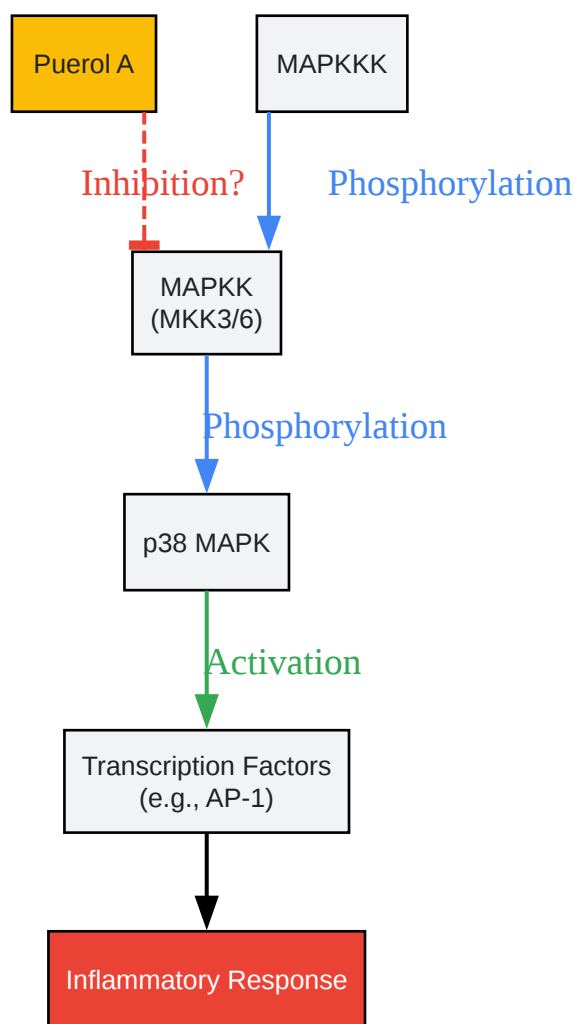 Puerol A
MAPKKK
Inhibition?
Phosphorylation
MAPKK
(MKK3/6)
Phosphorylation
p38 MAPK
Activation
Transcription Factors
(e.g., AP-1)
Inflammatory Response